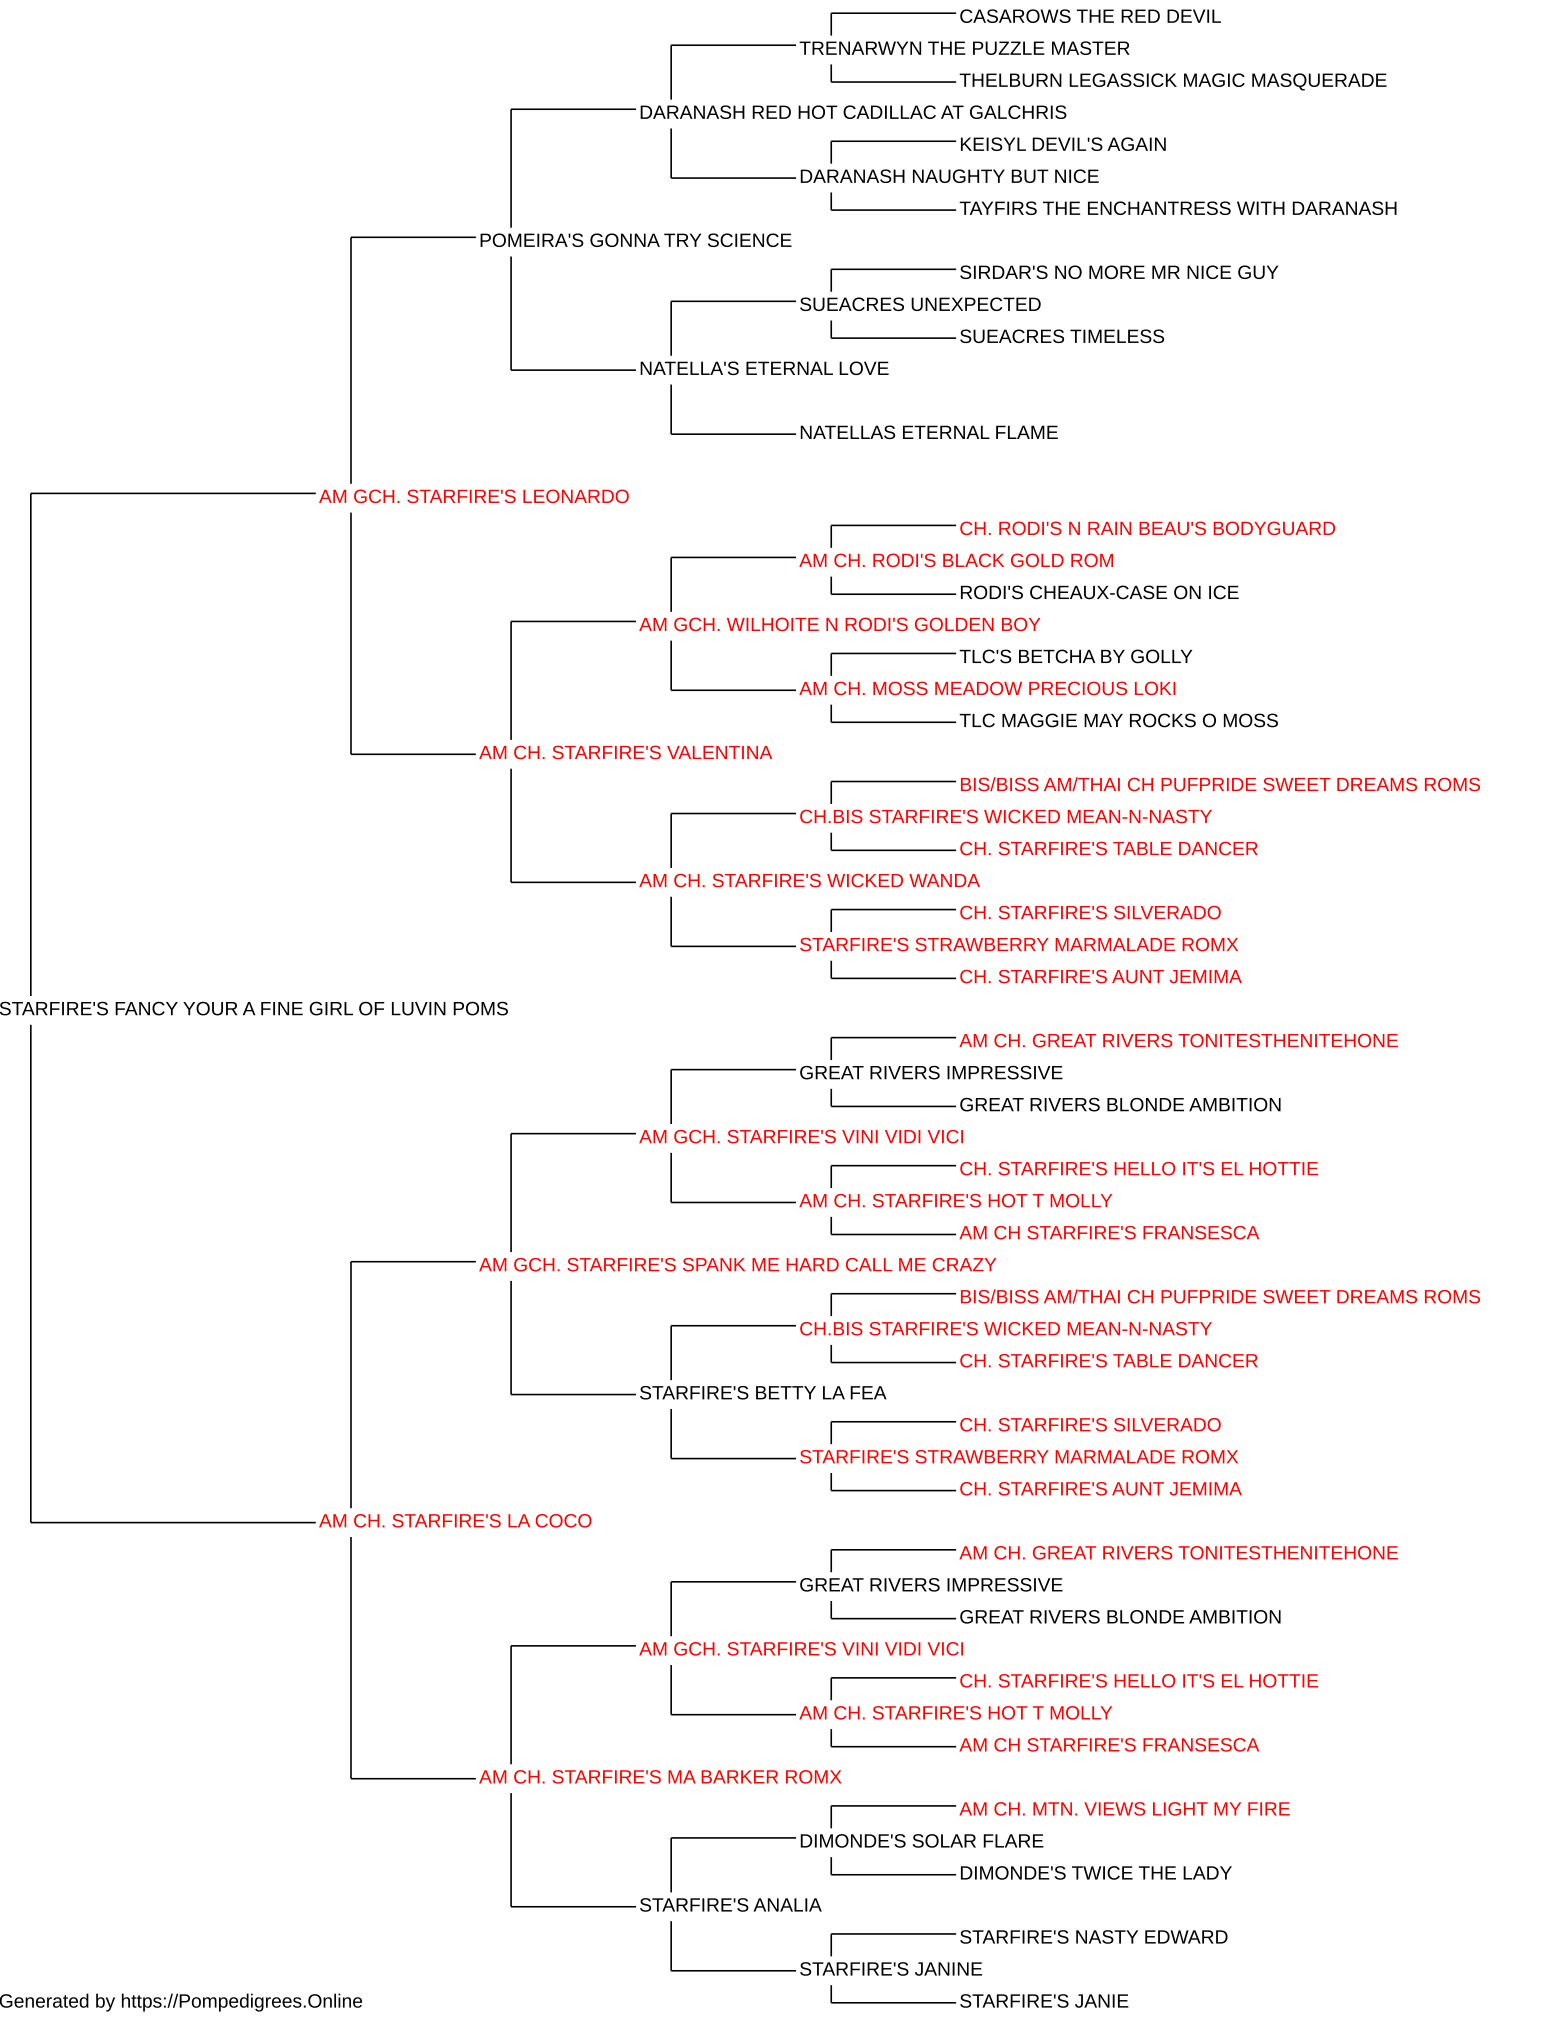 CASAROWS THE RED DEVIL
TRENARWYN THE PUZZLE MASTER
THELBURN LEGASSICK MAGIC MASQUERADE
DARANASH RED HOT CADILLAC AT GALCHRIS
KEISYL DEVIL'S AGAIN
DARANASH NAUGHTY BUT NICE
TAYFIRS THE ENCHANTRESS WITH DARANASH
POMEIRA'S GONNA TRY SCIENCE
SIRDAR'S NO MORE MR NICE GUY
SUEACRES UNEXPECTED
SUEACRES TIMELESS
NATELLA'S ETERNAL LOVE
NATELLAS ETERNAL FLAME
AM GCH. STARFIRE'S LEONARDO
CH. RODI'S N RAIN BEAU'S BODYGUARD
AM CH. RODI'S BLACK GOLD ROM
RODI'S CHEAUX-CASE ON ICE
AM GCH. WILHOITE N RODI'S GOLDEN BOY
TLC'S BETCHA BY GOLLY
AM CH. MOSS MEADOW PRECIOUS LOKI
TLC MAGGIE MAY ROCKS O MOSS
AM CH. STARFIRE'S VALENTINA
BIS/BISS AM/THAI CH PUFPRIDE SWEET DREAMS ROMS
CH.BIS STARFIRE'S WICKED MEAN-N-NASTY
CH. STARFIRE'S TABLE DANCER
AM CH. STARFIRE'S WICKED WANDA
CH. STARFIRE'S SILVERADO
STARFIRE'S STRAWBERRY MARMALADE ROMX
CH. STARFIRE'S AUNT JEMIMA
STARFIRE'S FANCY YOUR A FINE GIRL OF LUVIN POMS
AM CH. GREAT RIVERS TONITESTHENITEHONE
GREAT RIVERS IMPRESSIVE
GREAT RIVERS BLONDE AMBITION
AM GCH. STARFIRE'S VINI VIDI VICI
CH. STARFIRE'S HELLO IT'S EL HOTTIE
AM CH. STARFIRE'S HOT T MOLLY
AM CH STARFIRE'S FRANSESCA
AM GCH. STARFIRE'S SPANK ME HARD CALL ME CRAZY
BIS/BISS AM/THAI CH PUFPRIDE SWEET DREAMS ROMS
CH.BIS STARFIRE'S WICKED MEAN-N-NASTY
CH. STARFIRE'S TABLE DANCER
STARFIRE'S BETTY LA FEA
CH. STARFIRE'S SILVERADO
STARFIRE'S STRAWBERRY MARMALADE ROMX
CH. STARFIRE'S AUNT JEMIMA
AM CH. STARFIRE'S LA COCO
AM CH. GREAT RIVERS TONITESTHENITEHONE
GREAT RIVERS IMPRESSIVE
GREAT RIVERS BLONDE AMBITION
AM GCH. STARFIRE'S VINI VIDI VICI
CH. STARFIRE'S HELLO IT'S EL HOTTIE
AM CH. STARFIRE'S HOT T MOLLY
AM CH STARFIRE'S FRANSESCA
AM CH. STARFIRE'S MA BARKER ROMX
AM CH. MTN. VIEWS LIGHT MY FIRE
DIMONDE'S SOLAR FLARE
DIMONDE'S TWICE THE LADY
STARFIRE'S ANALIA
STARFIRE'S NASTY EDWARD
STARFIRE'S JANINE
STARFIRE'S JANIE
Generated by https://Pompedigrees.Online